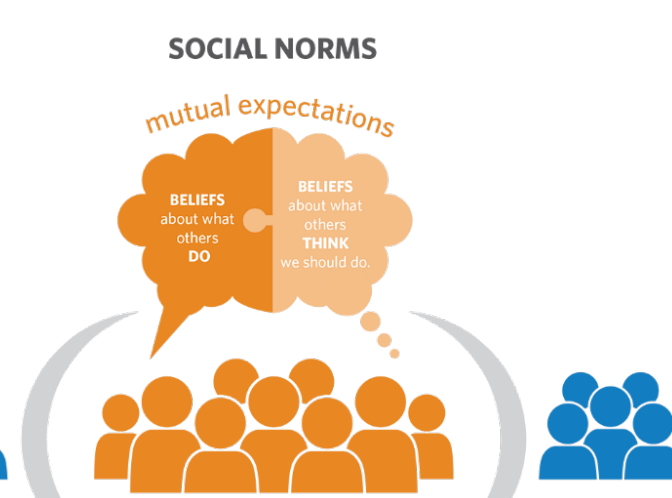 SOCIAL NORMS
mutual expectations
BELIEFS
about what
others
DO
BELIEFS
about what
others
THINK
we should do.